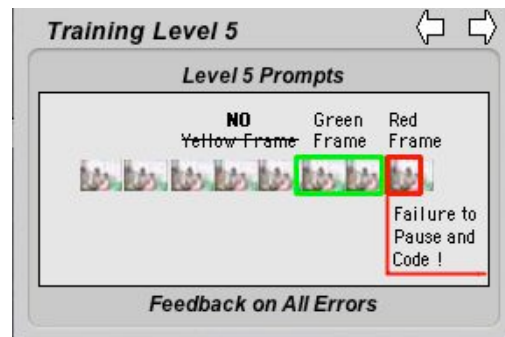 Training Level 5
Level 5 Prompts
NO Green Red
Yellow Frame Frame Frame
Failure to
Pause and
Code !
Feedback on All Errors